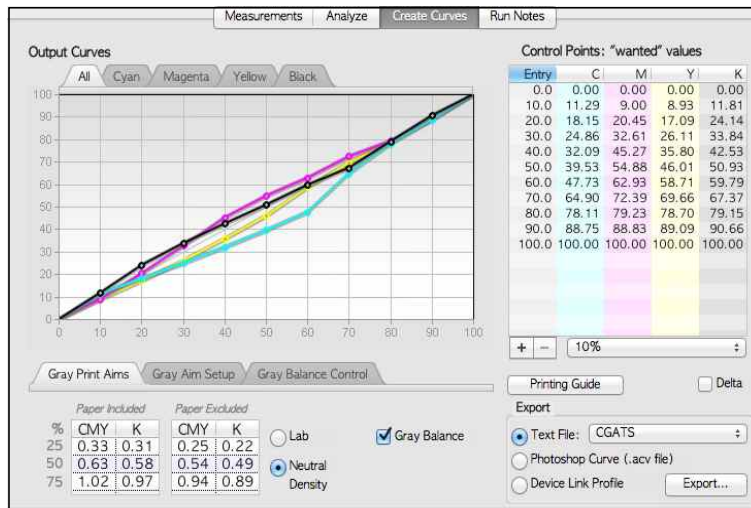 Measurements Analyze Create Curves Run Notes
Output Curves
All Cyan Magenta Yellow Black
100
90
80
70
60
50
40
30
20
10
0
0 10 20 30 40 50 60 70 80 90 100
Control Points: "wanted" values
Entry C M Y K
0.0 0.00 0.00 0.00 0.00
10.0 11.29 9.00 8.93 11.81
20.0 18.15 20.45 17.09 24.14
30.0 24.86 32.61 26.11 33.84
40.0 32.09 45.27 35.80 42.53
50.0 39.53 54.88 46.01 50.93
60.0 47.73 62.93 58.71 59.79
70.0 64.90 72.39 69.66 67.37
80.0 78.11 79.23 78.70 79.15
90.0 88.75 88.83 89.09 90.66
100.0 100.00 100.00 100.00 100.00
+ − 10%
Gray Print Aims Gray Aim Setup Gray Balance Control
Paper Included Paper Excluded
% CMY K CMY K
25 0.33 0.31 0.25 0.22
50 0.63 0.58 0.54 0.49
75 1.02 0.97 0.94 0.89
Lab
Neutral
Density
Gray Balance
Printing Guide Delta
Export
Text File: CGATS
Photoshop Curve (.acv file)
Device Link Profile Export...